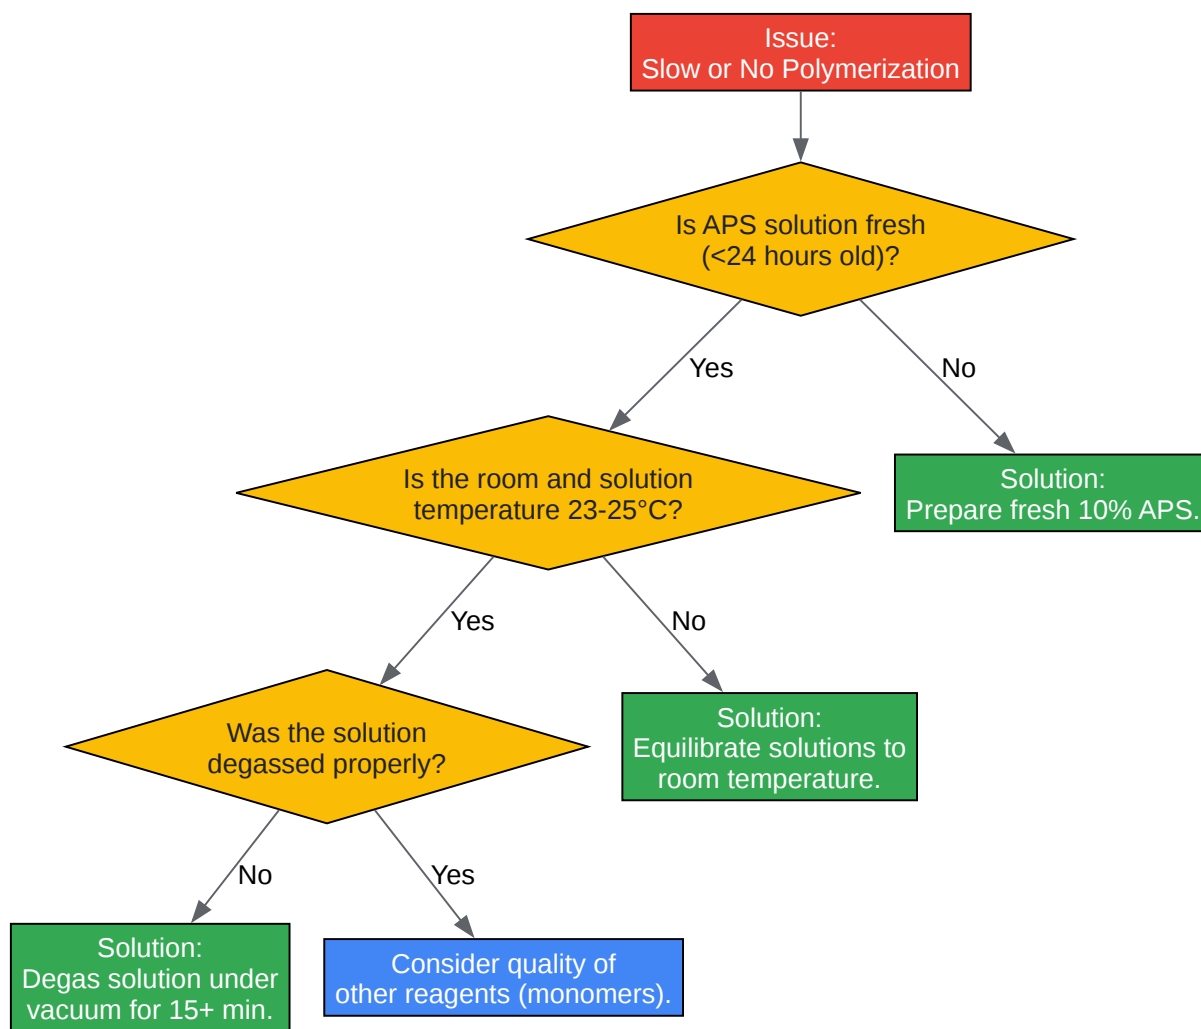 Issue:
Slow or No Polymerization
Is APS solution fresh
(<24 hours old)?
Yes
No
Is the room and solution
temperature 23-25°C?
Solution:
Prepare fresh 10% APS.
Yes
No
Was the solution
degassed properly?
Solution:
Equilibrate solutions to
room temperature.
No
Yes
Solution:
Degas solution under
vacuum for 15+ min.
Consider quality of
other reagents (monomers).